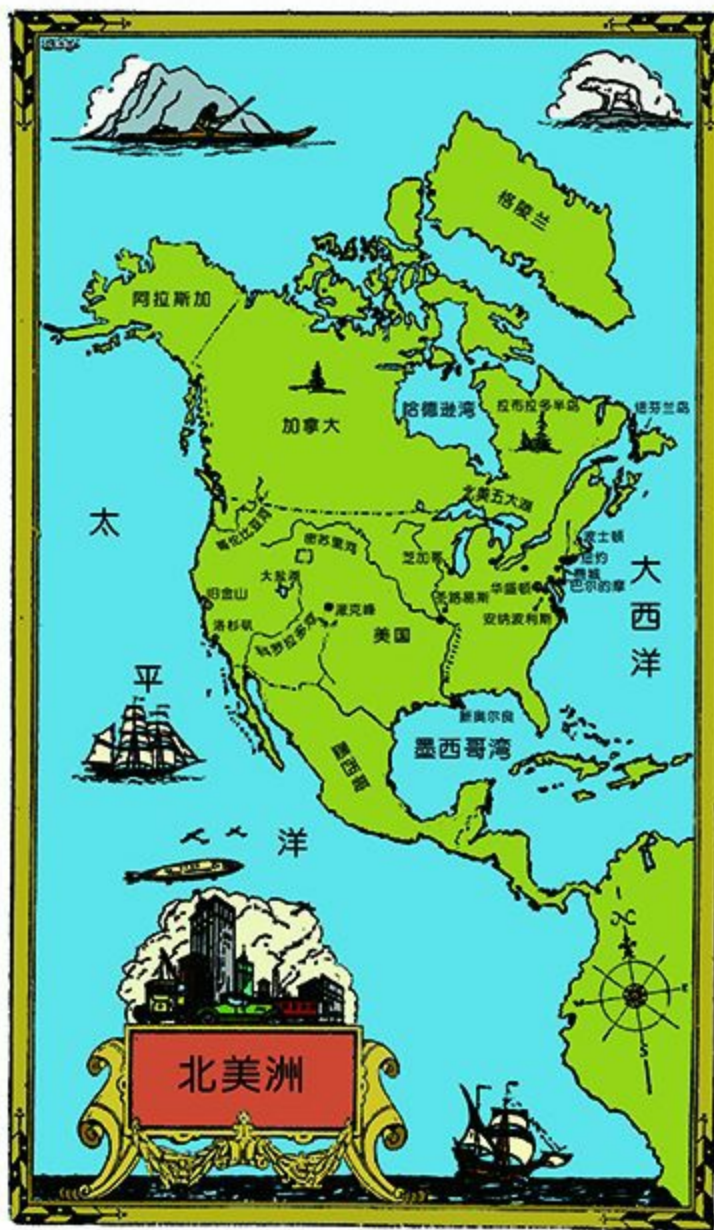 格陵兰
阿拉斯加
哈德逊湾
拉布拉多半岛
纽芬兰岛
加拿大
北美五大湖
太
平
洋
哥伦比亚河
密苏里河
芝加哥
波士顿
纽约
费城
巴尔的摩
大西洋
大盐湖
旧金山
圣路易斯
华盛顿
安纳波利斯
派克峰
洛杉矶
科罗拉多河
美国
新奥尔良
墨西哥湾
墨西哥
N
W
E
S
北美洲